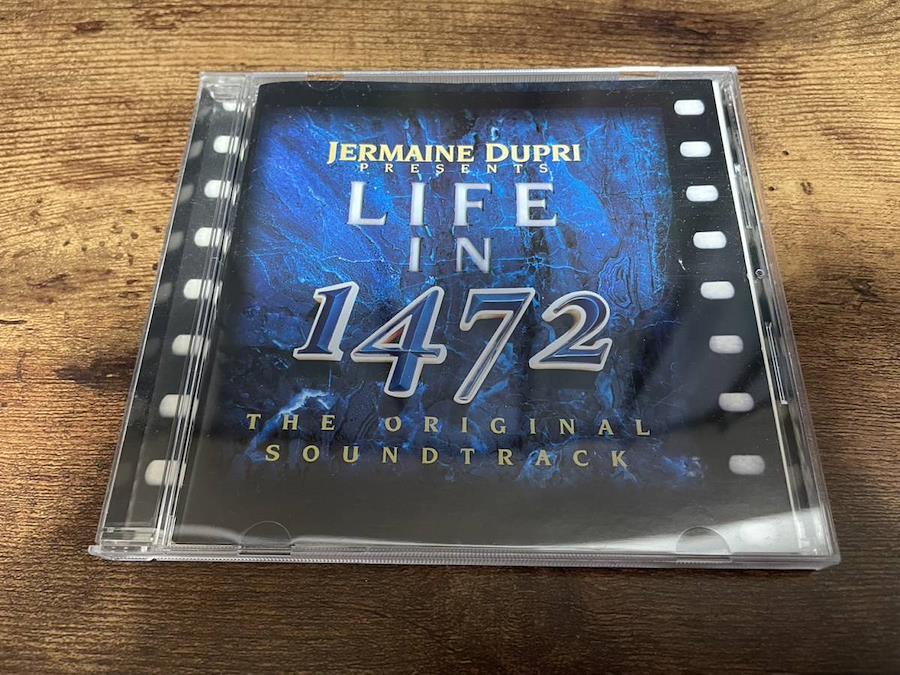 JERMAINE DUPRI
PRESENTS
LIFE
IN
1472
THE ORIGINAL
SOUNDTRACK